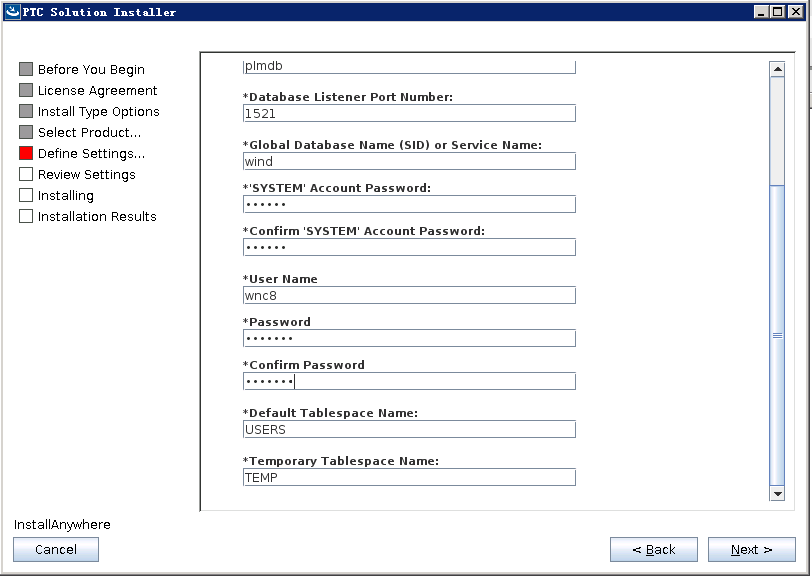 PTC Solution Installer
Before You Begin
License Agreement
Install Type Options
Select Product...
Define Settings...
Review Settings
Installing
Installation Results
plmdb
*Database Listener Port Number:
1521
*Global Database Name (SID) or Service Name:
wind
*'SYSTEM' Account Password:
••••••
*Confirm 'SYSTEM' Account Password:
••••••
*User Name
wnc8
*Password
•••••••
*Confirm Password
•••••••
*Default Tablespace Name:
USERS
*Temporary Tablespace Name:
TEMP
InstallAnywhere
Cancel
< Back
Next >